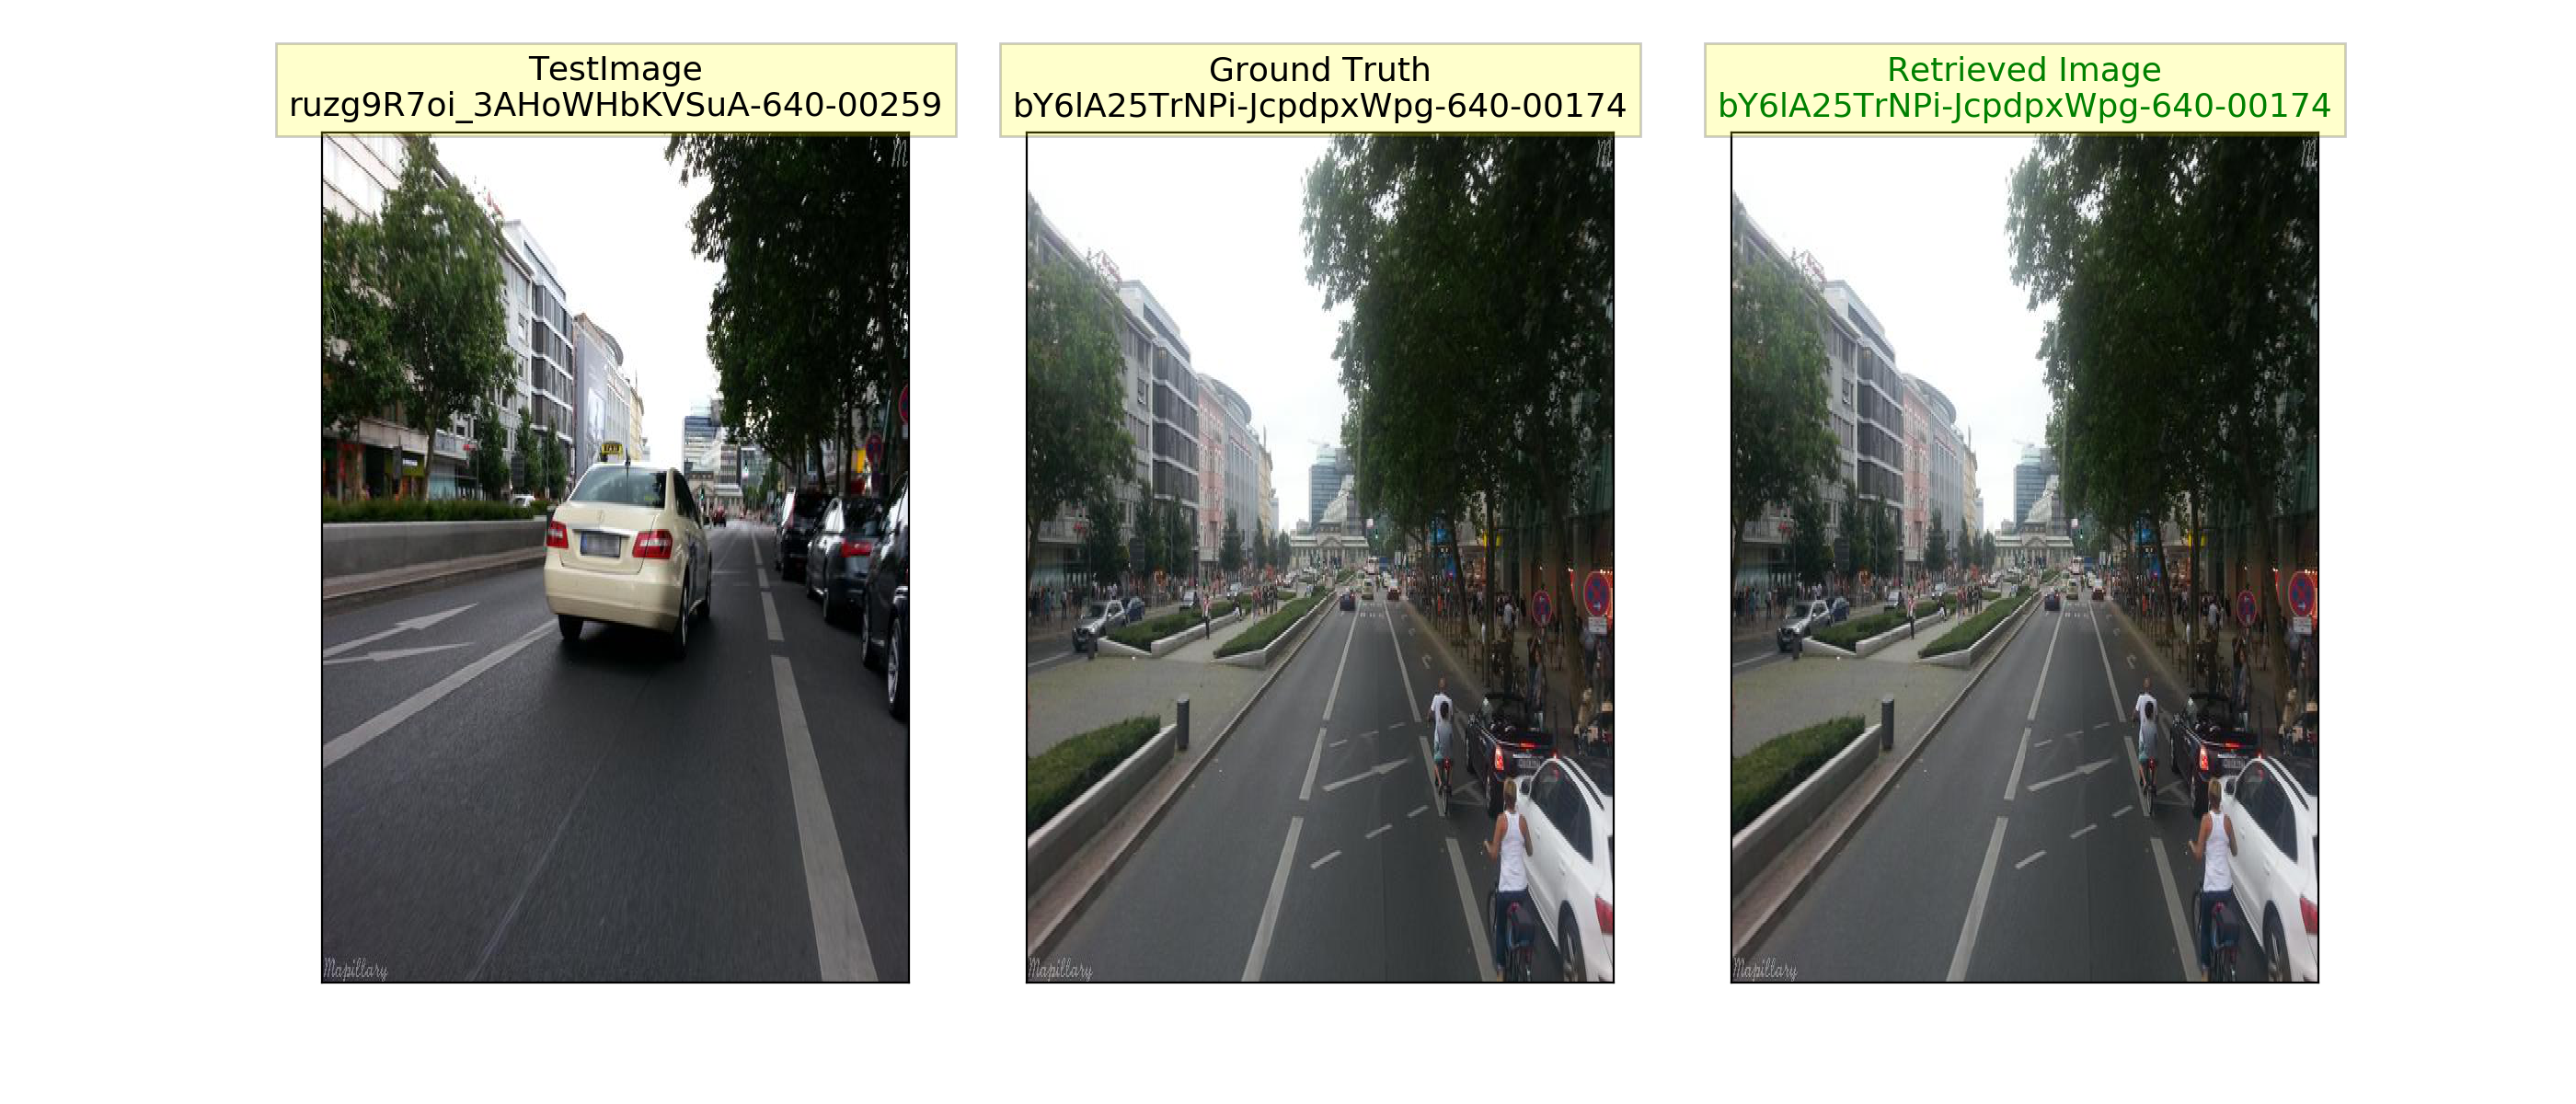 TestImage
ruzg9R7oi_3AHoWHbKVSuA-640-00259
Ground Truth
bY6lA25TrNPi-JcpdpxWpg-640-00174
Retrieved Image
bY6lA25TrNPi-JcpdpxWpg-640-00174
TAXI
Mapillary
Mapillary
Mapillary